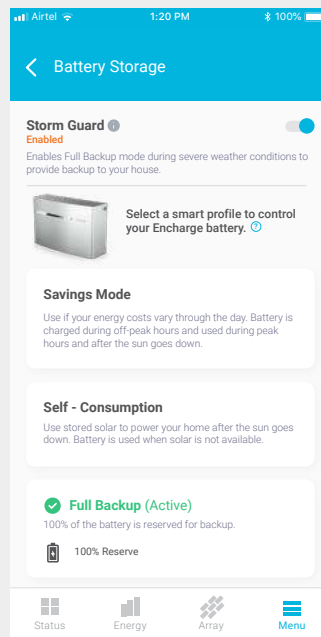 Airtel 1:20 PM 100%
Battery Storage
Storm Guard
Enabled
Enables Full Backup mode during severe weather conditions to
provide backup to your house.
Select a smart profile to control
your Encharge battery.
Savings Mode
Use if your energy costs vary through the day. Battery is
charged during off-peak hours and used during peak
hours and after the sun goes down.
Self - Consumption
Use stored solar to power your home after the sun goes
down. Battery is used when solar is not available.
Full Backup (Active)
100% of the battery is reserved for backup.
100% Reserve
Status Energy Array Menu